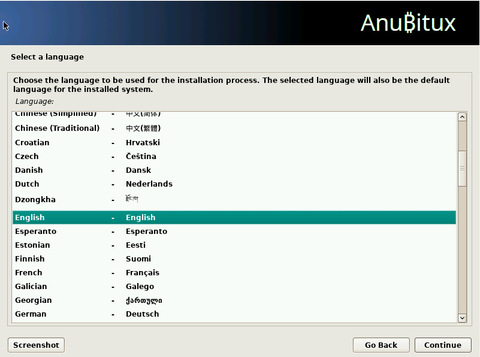 Anu₿itux
Select a language
Choose the language to be used for the installation process. The selected language will also be the default
language for the installed system.
Language:
Chinese (Simplified) - 中文(简体)
Chinese (Traditional) - 中文(繁體)
Croatian - Hrvatski
Czech - Čeština
Danish - Dansk
Dutch - Nederlands
Dzongkha - རྫོང་ཁ
English - English
Esperanto - Esperanto
Estonian - Eesti
Finnish - Suomi
French - Français
Galician - Galego
Georgian - ქართული
German - Deutsch
Screenshot Go Back Continue